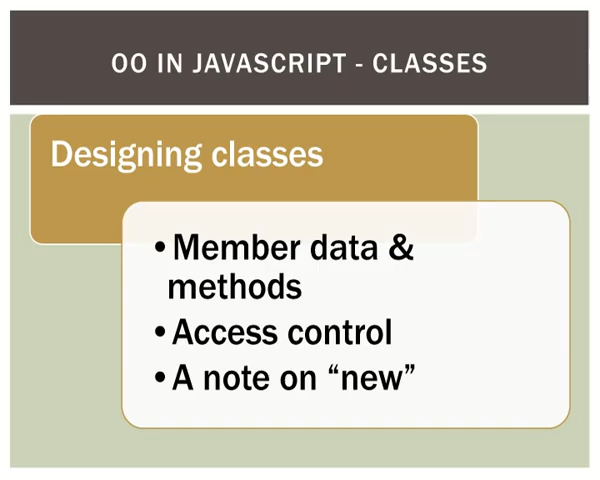 OO IN JAVASCRIPT - CLASSES
Designing classes
•Member data &
methods
•Access control
•A note on “new”